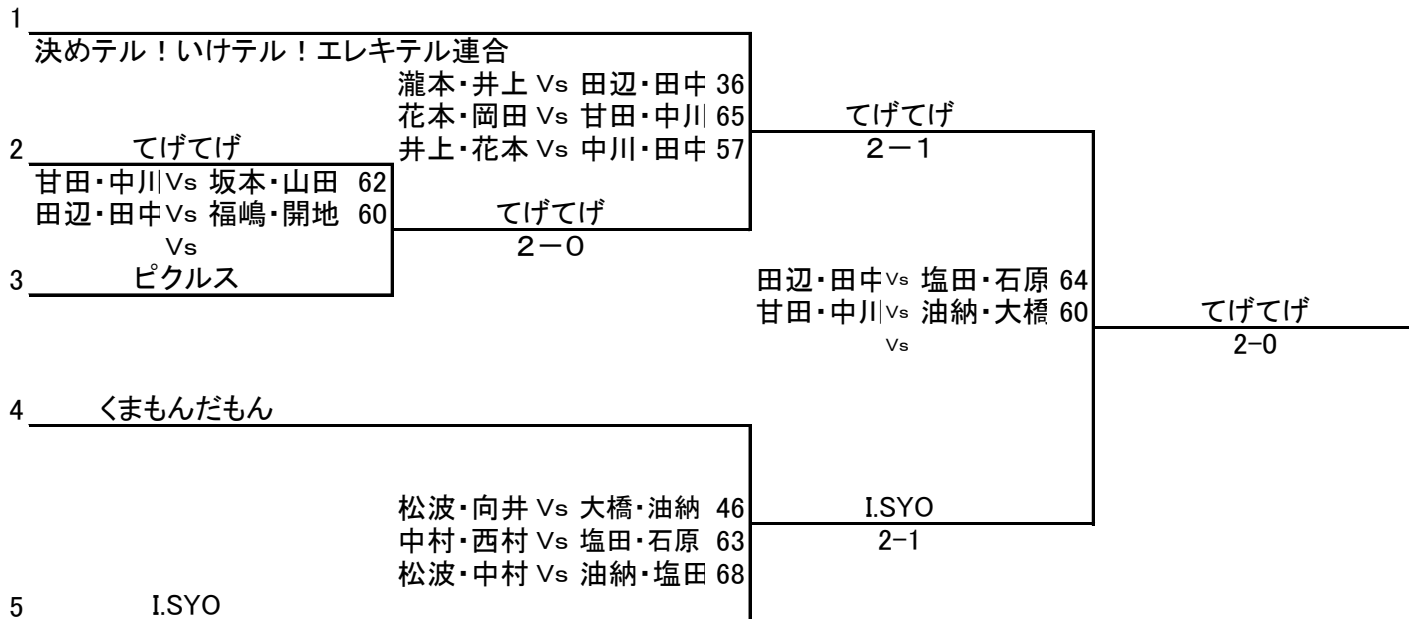 1
決めテル！いけテル！エレキテル連合
瀧本・井上 Vs 田辺・田中 36
花本・岡田 Vs 甘田・中川 65
井上・花本 Vs 中川・田中 57
てげてげ
2－1
2 てげてげ
甘田・中川 Vs 坂本・山田 62
田辺・田中 Vs 福嶋・開地 60
Vs
てげてげ
2－0
3 ピクルス
田辺・田中 Vs 塩田・石原 64
甘田・中川 Vs 油納・大橋 60
Vs
てげてげ
2-0
4 くまもんだもん
松波・向井 Vs 大橋・油納 46
中村・西村 Vs 塩田・石原 63
松波・中村 Vs 油納・塩田 68
I.SYO
2-1
5 I.SYO